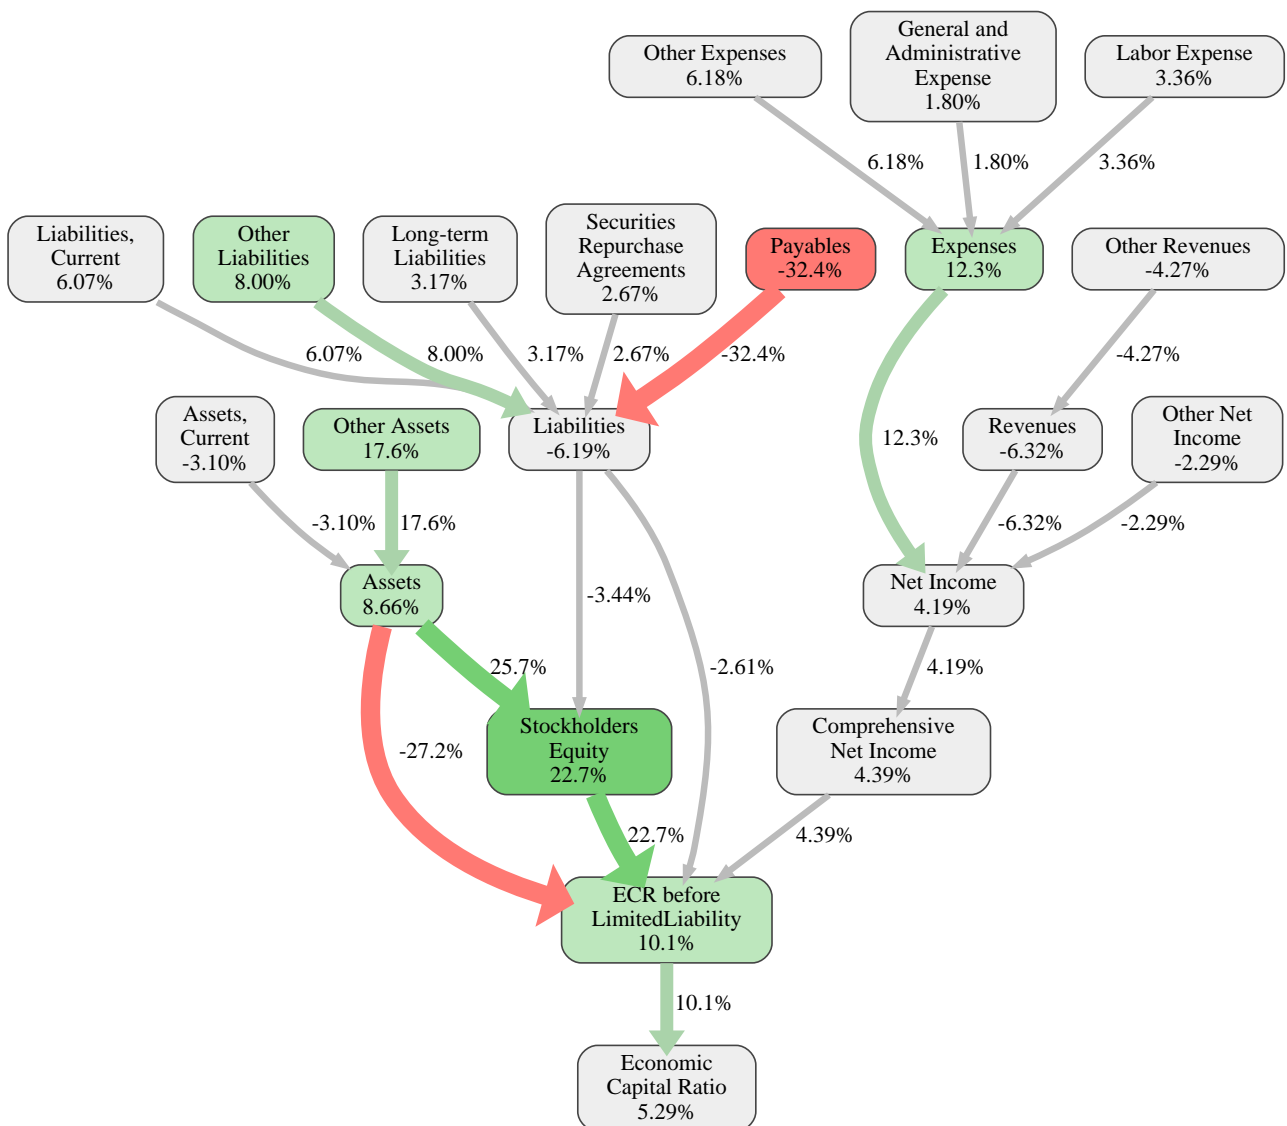 Other Expenses
6.18%
General and
Administrative
Expense
1.80%
Labor Expense
3.36%
6.18%
1.80%
3.36%
Liabilities,
Current
6.07%
Other
Liabilities
8.00%
Long-term
Liabilities
3.17%
Securities
Repurchase
Agreements
2.67%
Payables
-32.4%
Expenses
12.3%
Other Revenues
-4.27%
6.07%
8.00%
3.17%
2.67%
-32.4%
-4.27%
Assets,
Current
-3.10%
Other Assets
17.6%
Liabilities
-6.19%
12.3%
Revenues
-6.32%
Other Net
Income
-2.29%
-3.10%
17.6%
-6.32%
-2.29%
Assets
8.66%
-3.44%
Net Income
4.19%
25.7%
-2.61%
4.19%
-27.2%
Stockholders
Equity
22.7%
Comprehensive
Net Income
4.39%
22.7%
4.39%
ECR before
LimitedLiability
10.1%
10.1%
Economic
Capital Ratio
5.29%